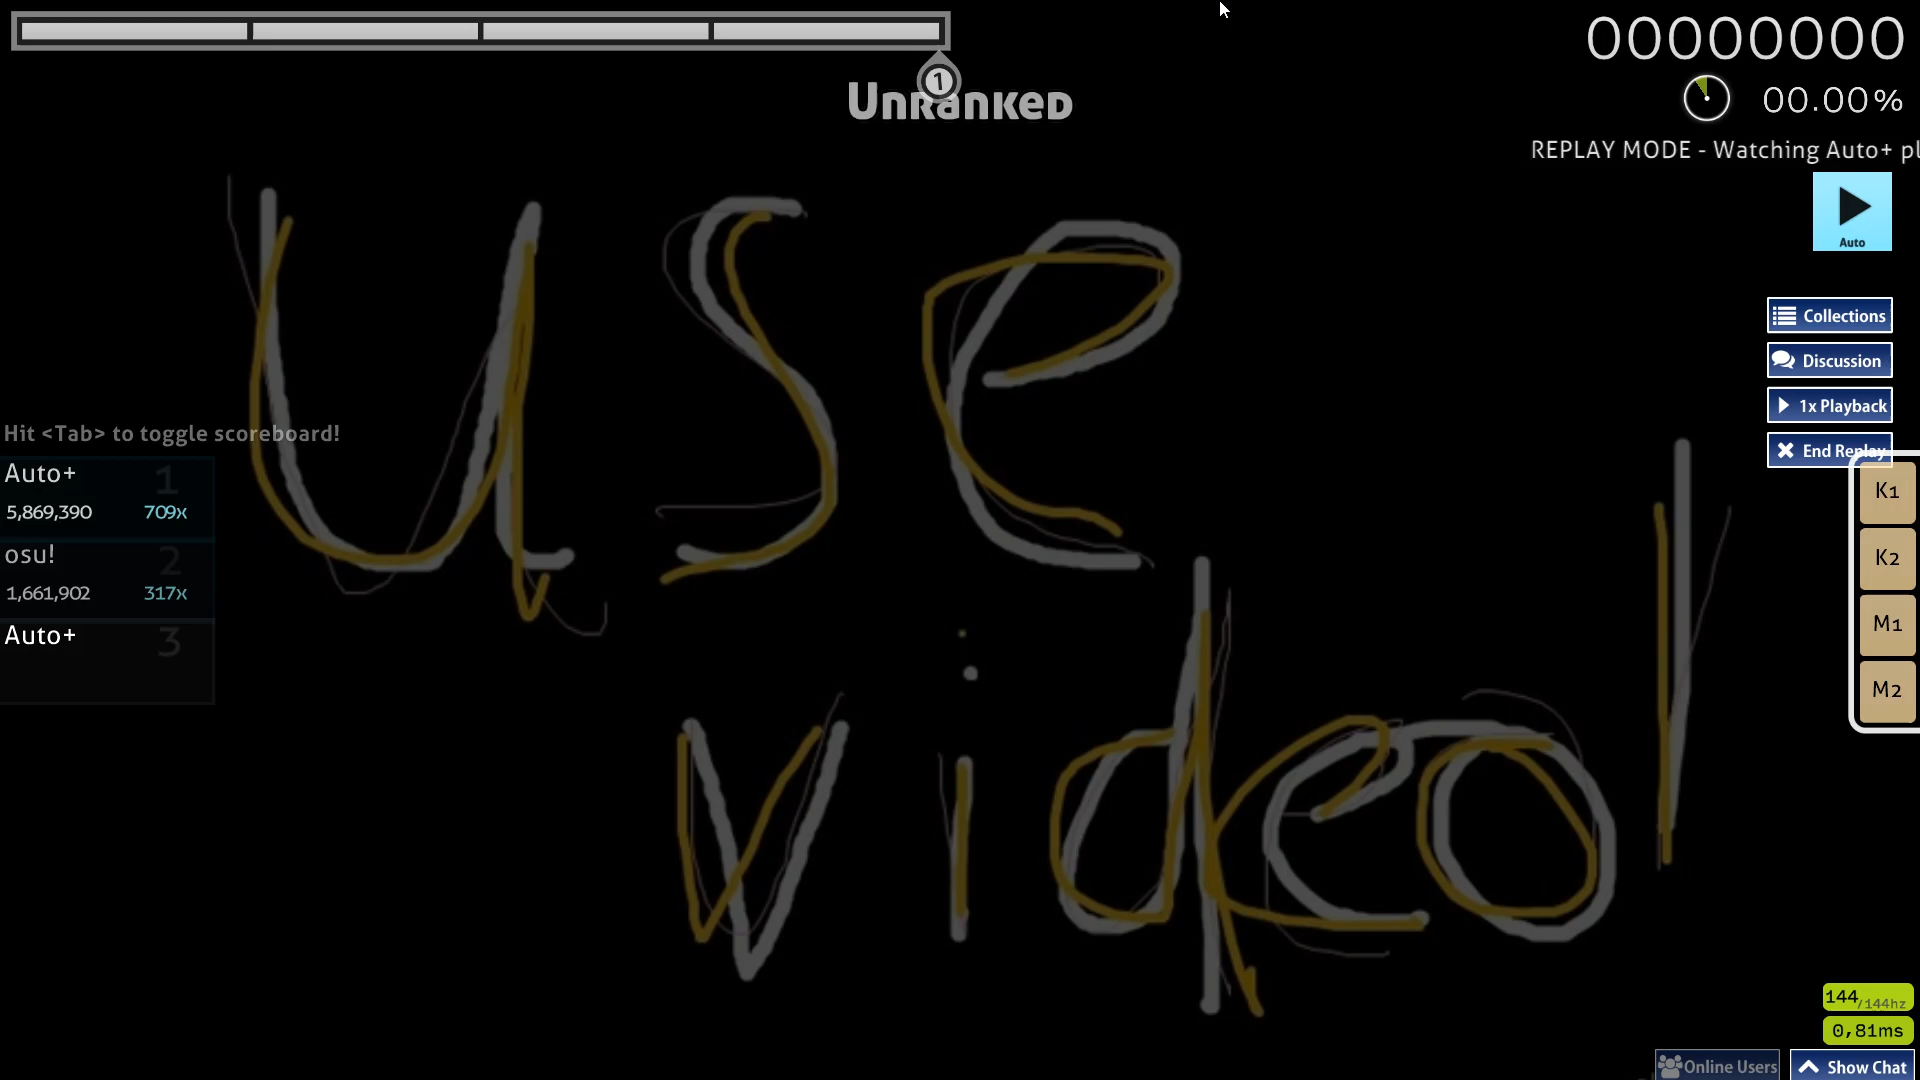 00000000
1
Unranked
00.00%
REPLAY MODE - Watching Auto+ pl
Auto
use
Collections
Discussion
1x Playback
End Replay
Hit <Tab> to toggle scoreboard!
Auto+ 1
5,869,390 709x
osu! 2
1,661,902 317x
Auto+ 3
K1
K2
M1
M2
video!
144/144hz
0,81ms
Online Users
Show Chat